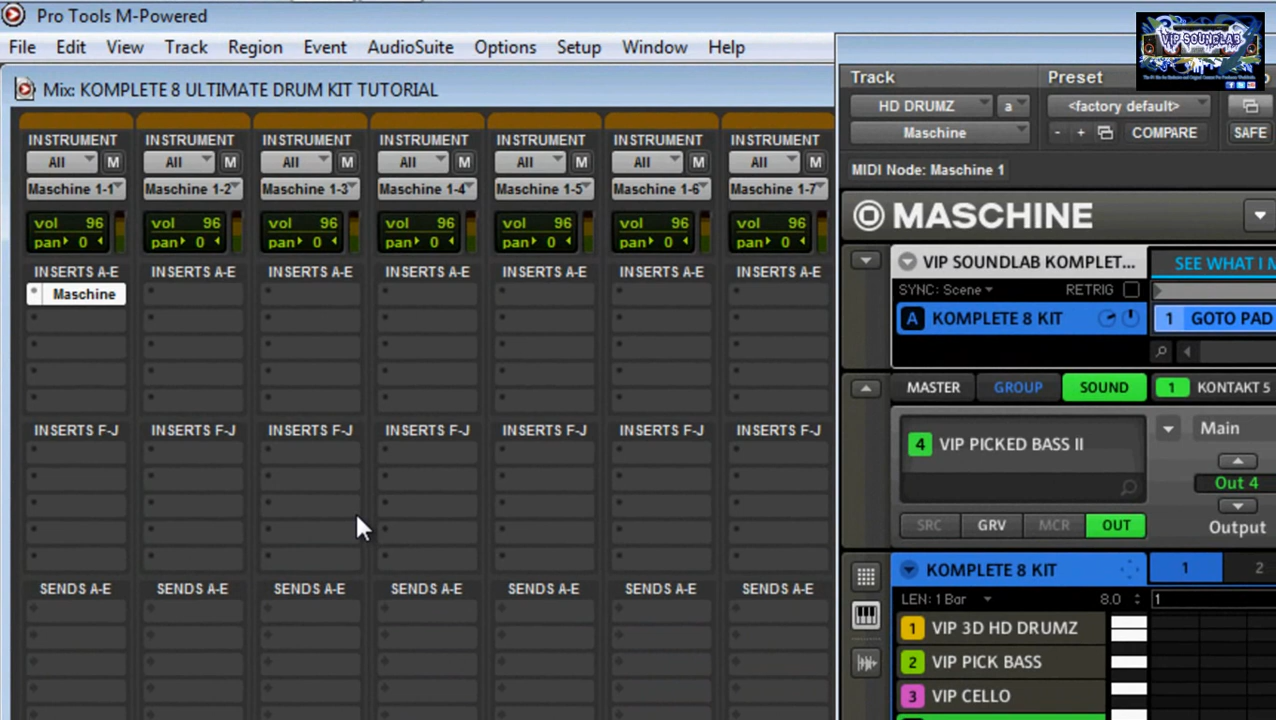 Pro Tools M-Powered
VIP SOUNDLAB
File Edit View Track Region Event AudioSuite Options Setup Window Help
Mix: KOMPLETE 8 ULTIMATE DRUM KIT TUTORIAL
INSTRUMENT INSTRUMENT INSTRUMENT INSTRUMENT INSTRUMENT INSTRUMENT INSTRUMENT
All M All M All M All M All M All M All M
Maschine 1-1 Maschine 1-2 Maschine 1-3 Maschine 1-4 Maschine 1-5 Maschine 1-6 Maschine 1-7
vol 96 vol 96 vol 96 vol 96 vol 96 vol 96 vol 96
pan 0 pan 0 pan 0 pan 0 pan 0 pan 0 pan 0
INSERTS A-E INSERTS A-E INSERTS A-E INSERTS A-E INSERTS A-E INSERTS A-E INSERTS A-E
Maschine
INSERTS F-J INSERTS F-J INSERTS F-J INSERTS F-J INSERTS F-J INSERTS F-J INSERTS F-J
SENDS A-E SENDS A-E SENDS A-E SENDS A-E SENDS A-E SENDS A-E SENDS A-E
Track Preset
HD DRUMZ a <factory default>
Maschine - + COMPARE SAFE
MIDI Node: Maschine 1
MASCHINE
VIP SOUNDLAB KOMPLET... SEE WHAT I M
SYNC: Scene RETRIG
A KOMPLETE 8 KIT 1 GOTO PAD
MASTER GROUP SOUND 1 KONTAKT 5
4 VIP PICKED BASS II Main
Out 4
SRC GRV MCR OUT Output
KOMPLETE 8 KIT 1 2
LEN: 1 Bar 8.0 1
1 VIP 3D HD DRUMZ
2 VIP PICK BASS
3 VIP CELLO